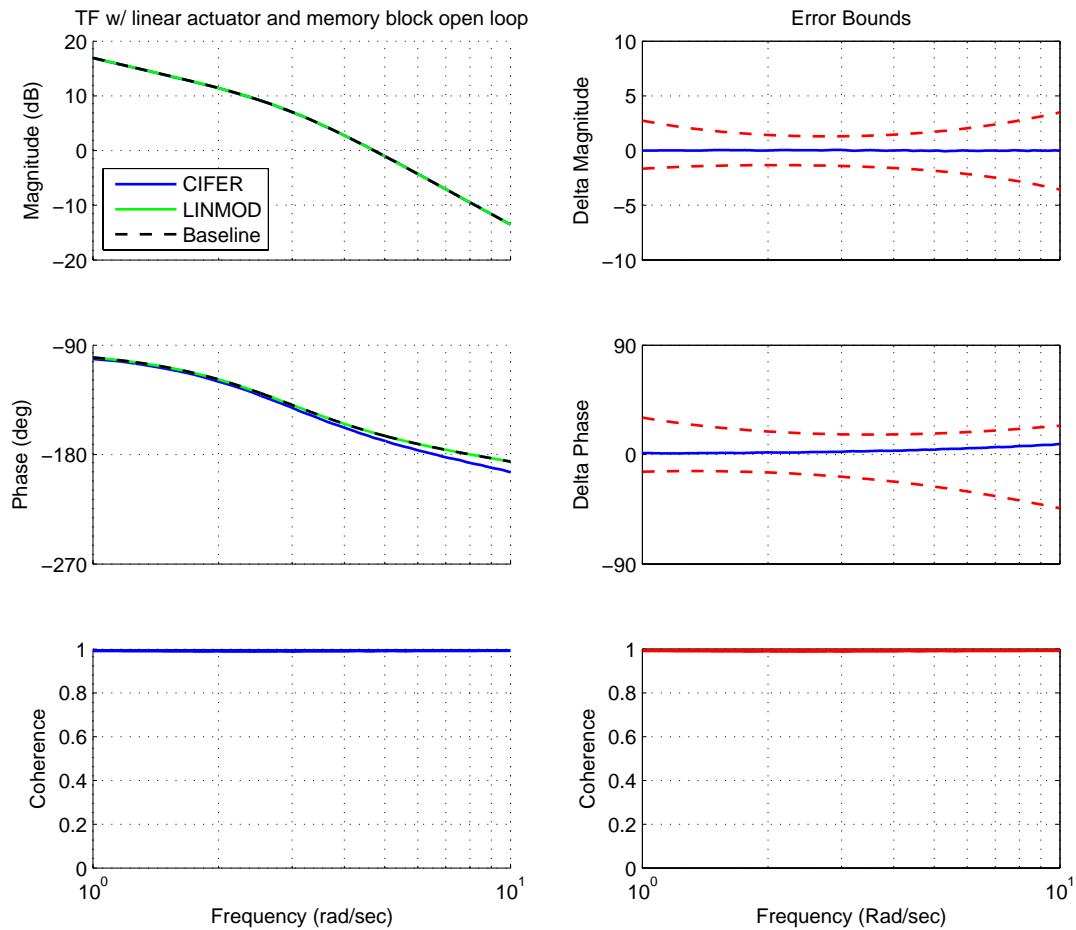 TF w/ linear actuator and memory block open loop
20
10
0
−10
−20
Magnitude (dB)
CIFER
LINMOD
Baseline
Error Bounds
10
5
0
−5
−10
Delta Magnitude
−90
−180
−270
Phase (deg)
90
0
−90
Delta Phase
1
0.8
0.6
0.4
0.2
0
Coherence
10^0
10^1
Frequency (rad/sec)
1
0.8
0.6
0.4
0.2
0
Coherence
10^0
10^1
Frequency (Rad/sec)